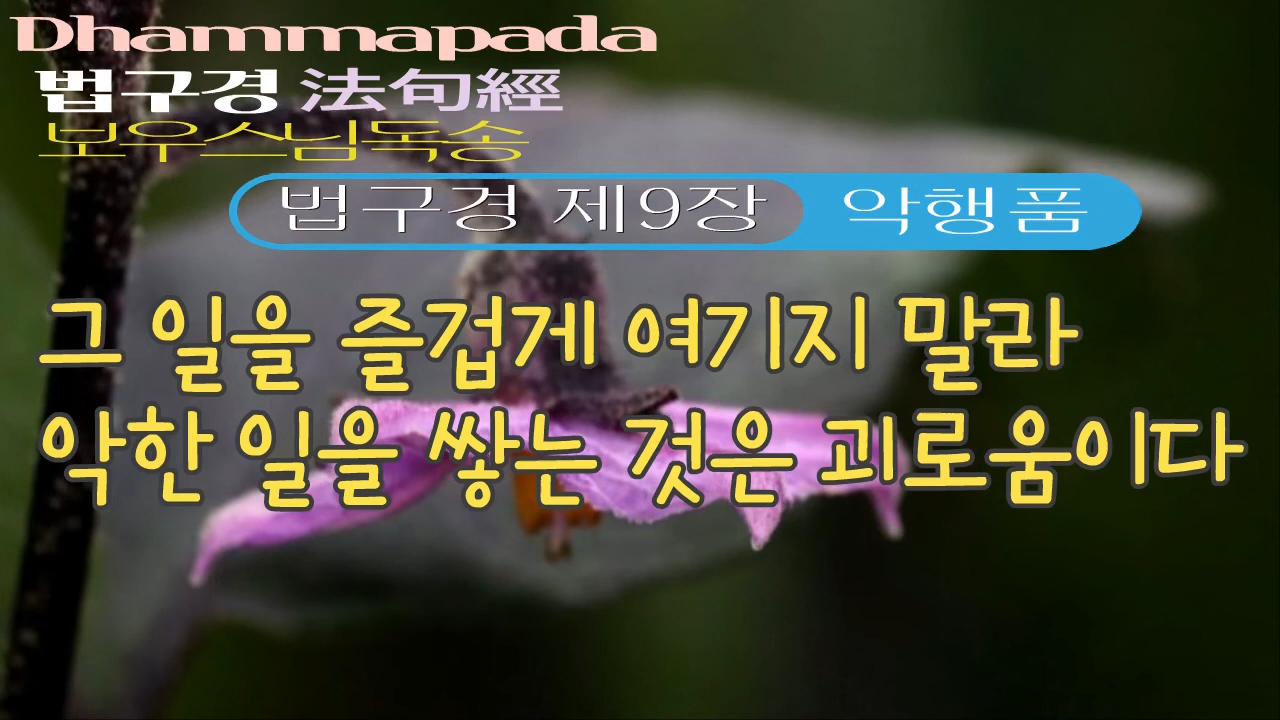 Dhammapada
법구경 法句經
보우스님독송
법구경 제9장 악행품
그 일을 즐겁게 여기지 말라
악한 일을 쌓는 것은 괴로움이다